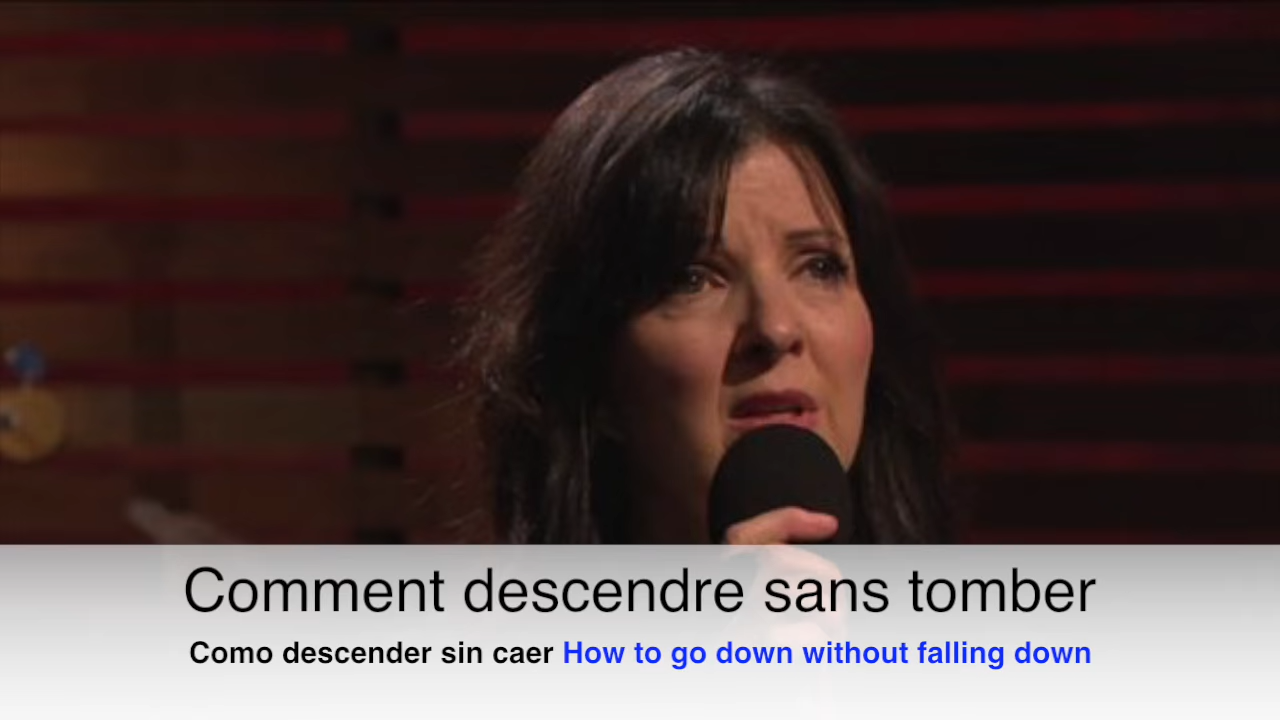 Comment descendre sans tomber
Como descender sin caer How to go down without falling down